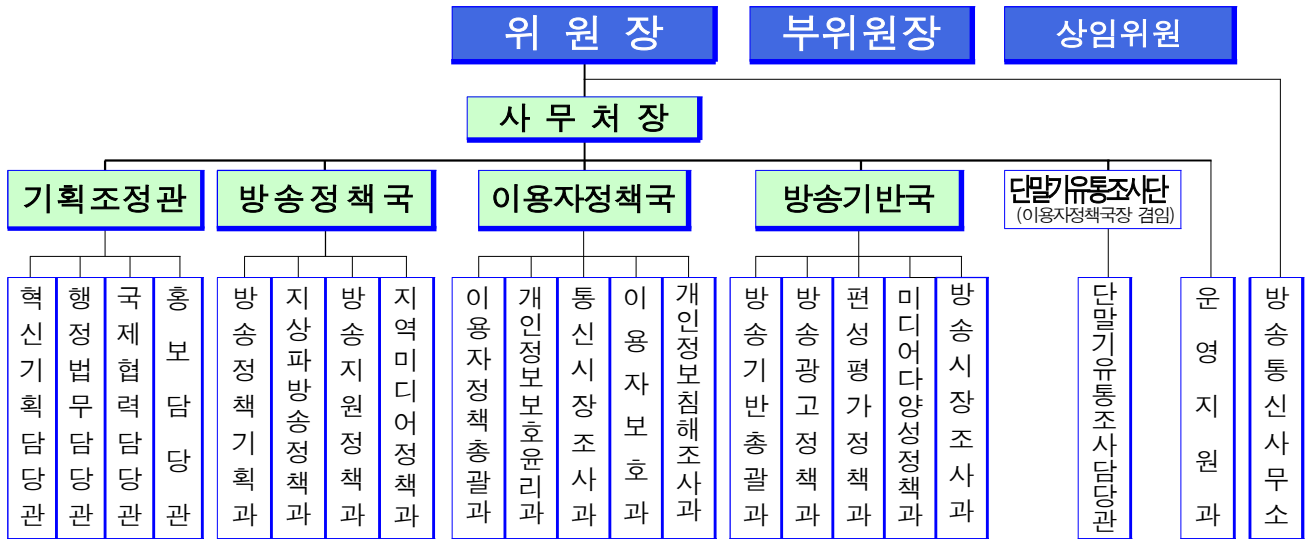 위 원 장
부위원장
상임위원
사 무 처 장
기획조정관
방송정책국
이용자정책국
방송기반국
단말기유통조사단
(이용자정책국장 겸임)
혁신기획담당관
행정법무담당관
국제협력담당관
홍보담당관
방송정책기획과
지상파방송정책과
방송지원정책과
지역미디어정책과
이용자정책총괄과
개인정보보호윤리과
통신시장조사과
이용자보호과
개인정보침해조사과
방송기반총괄과
방송광고정책과
편성평가정책과
미디어다양성정책과
방송시장조사과
단말기유통조사담당관
운영지원과
방송통신사무소